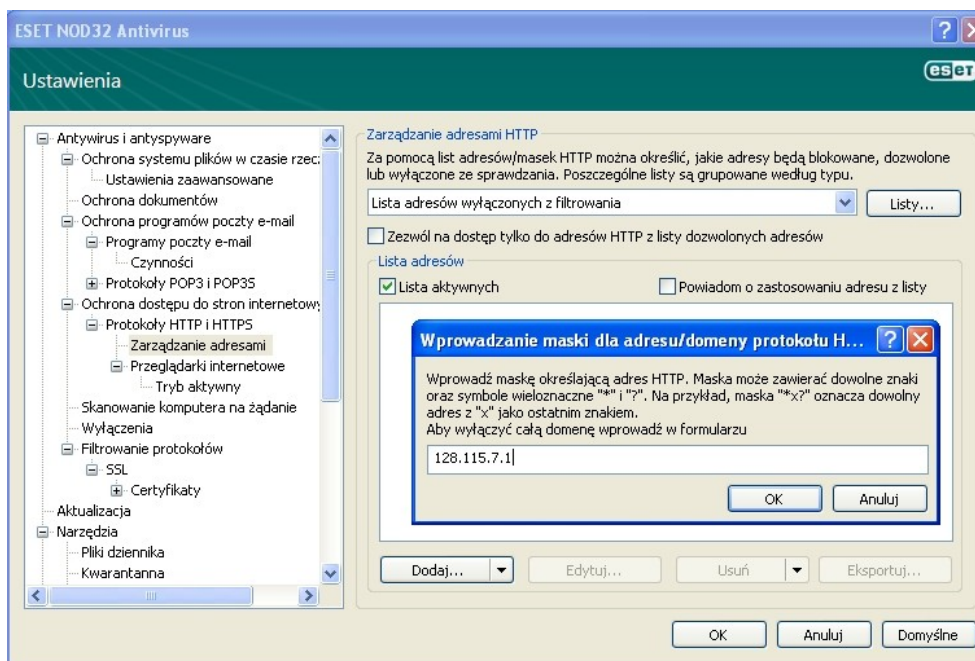 ESET NOD32 Antivirus
Ustawienia
eset
Antywirus i antyspyware
Ochrona systemu plików w czasie rzec:
Ustawienia zaawansowane
Ochrona dokumentów
Ochrona programów poczty e-mail
Programy poczty e-mail
Czynności
Protokoły POP3 i POP3S
Ochrona dostępu do stron internetowy
Protokoły HTTP i HTTPS
Zarządzanie adresami
Przeglądarki internetowe
Tryb aktywny
Skanowanie komputera na żądanie
Wyłączenia
Filtrowanie protokołów
SSL
Certyfikaty
Aktualizacja
Narzędzia
Pliki dziennika
Kwarantanna
Zarządzanie adresami HTTP
Za pomocą list adresów/masek HTTP można określić, jakie adresy będą blokowane, dozwolone
lub wyłączone ze sprawdzania. Poszczególne listy są grupowane według typu.
Lista adresów wyłączonych z filtrowania
Listy...
Zezwól na dostęp tylko do adresów HTTP z listy dozwolonych adresów
Lista adresów
Lista aktywnych
Powiadom o zastosowaniu adresu z listy
Wprowadzanie maski dla adresu/domeny protokołu H...
Wprowadź maskę określającą adres HTTP. Maska może zawierać dowolne znaki
oraz symbole wieloznaczne "*" i "?". Na przykład, maska "*x?" oznacza dowolny
adres z "x" jako ostatnim znakiem.
Aby wyłączyć całą domenę wprowadź w formularzu
128.115.7.1
OK
Anuluj
Dodaj...
Edytuj...
Usuń
Eksportuj...
OK
Anuluj
Domyślne